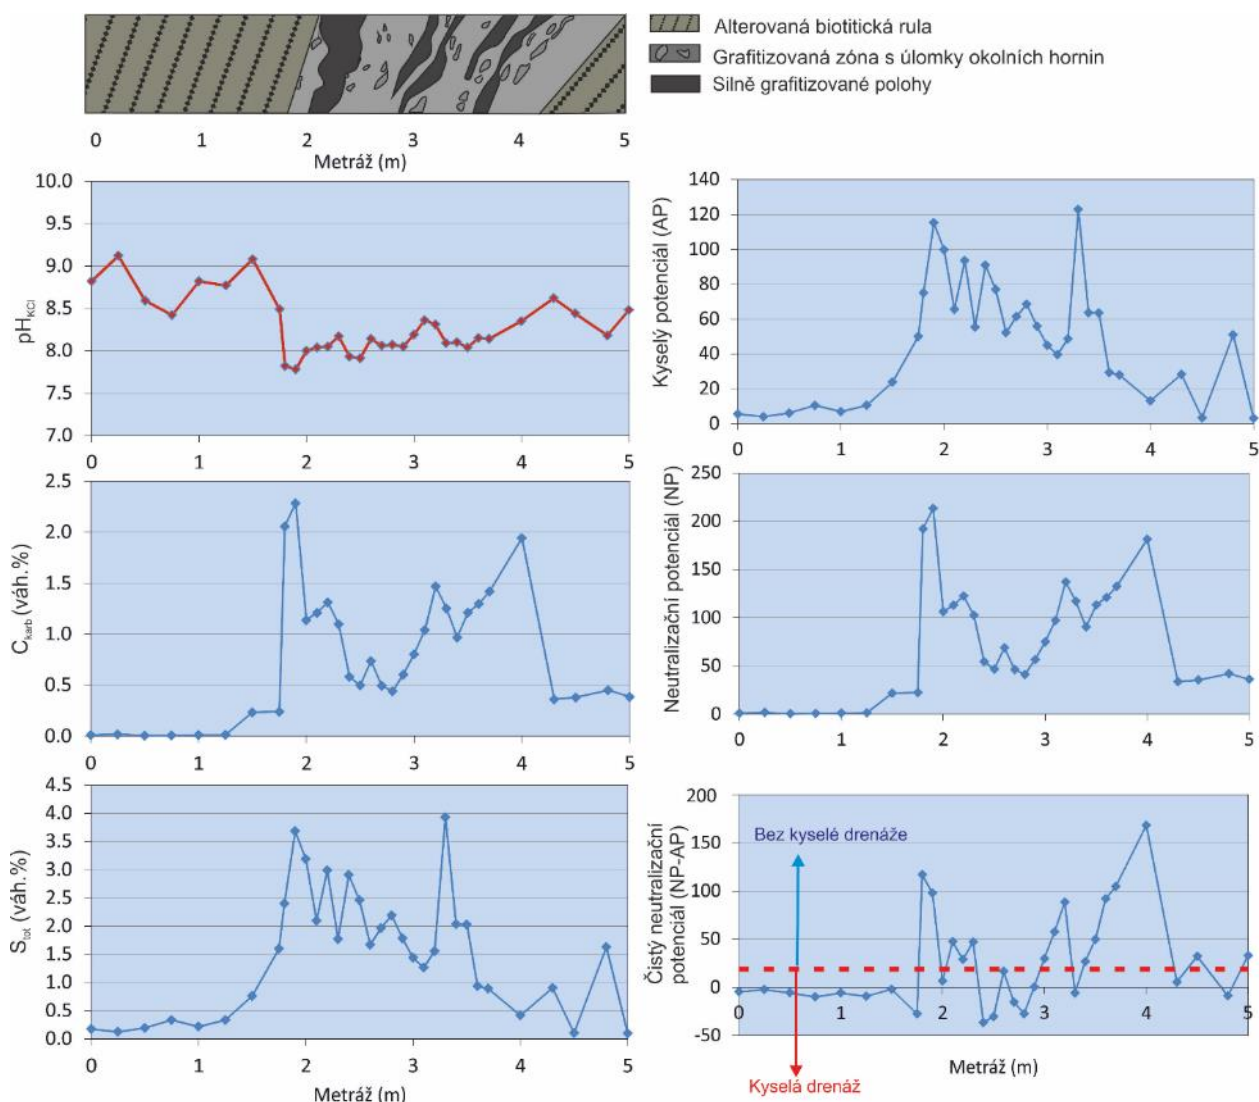 Alterovaná biotitická rula
Grafitizovaná zóna s úlomky okolních hornin
Silně grafitizované polohy
0 1 2 3 4 5
Metráž (m)
pH KCl
10.0
9.5
9.0
8.5
8.0
7.5
7.0
0 1 2 3 4 5
Kyselý potenciál (AP)
140
120
100
80
60
40
20
0
0 1 2 3 4 5
C karb (váh.%)
2.5
2.0
1.5
1.0
0.5
0.0
0 1 2 3 4 5
Neutralizační potenciál (NP)
250
200
150
100
50
0
0 1 2 3 4 5
S tot (váh.%)
4.5
4.0
3.5
3.0
2.5
2.0
1.5
1.0
0.5
0.0
0 1 2 3 4 5
Metráž (m)
Čistý neutralizační
potenciál (NP-AP)
200
150
100
50
0
-50
Bez kyselé drenáže
0 1 2 3 4 5
Kyselá drenáž
Metráž (m)